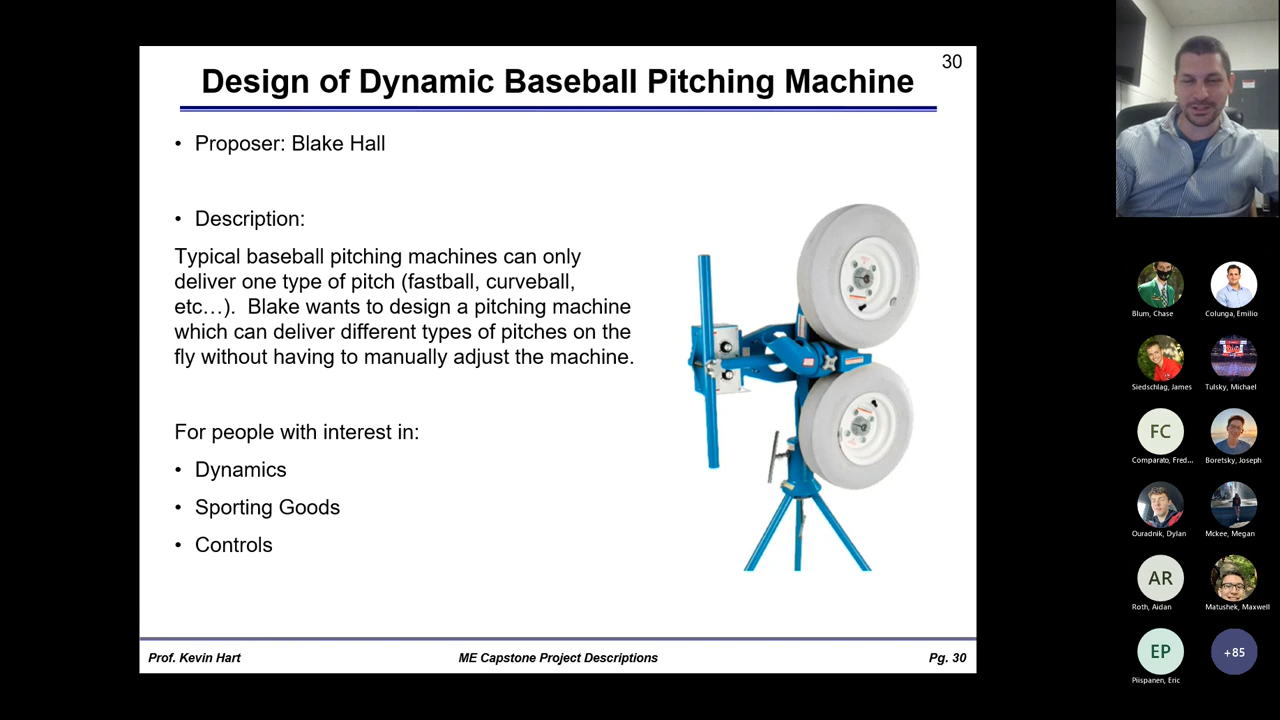 30
Design of Dynamic Baseball Pitching Machine
• Proposer: Blake Hall
• Description:
Typical baseball pitching machines can only
deliver one type of pitch (fastball, curveball,
etc…).  Blake wants to design a pitching machine
which can deliver different types of pitches on the
fly without having to manually adjust the machine.
For people with interest in:
• Dynamics
• Sporting Goods
• Controls
Prof. Kevin Hart
ME Capstone Project Descriptions
Pg. 30
Blum, Chase
Colunga, Emilio
Siedschlag, James
Tulsky, Michael
FC
Comparato, Fred...
Boretsky, Joseph
Ouradnik, Dylan
Mckee, Megan
AR
Roth, Aidan
Matushek, Maxwell
EP
Piispanen, Eric
+85